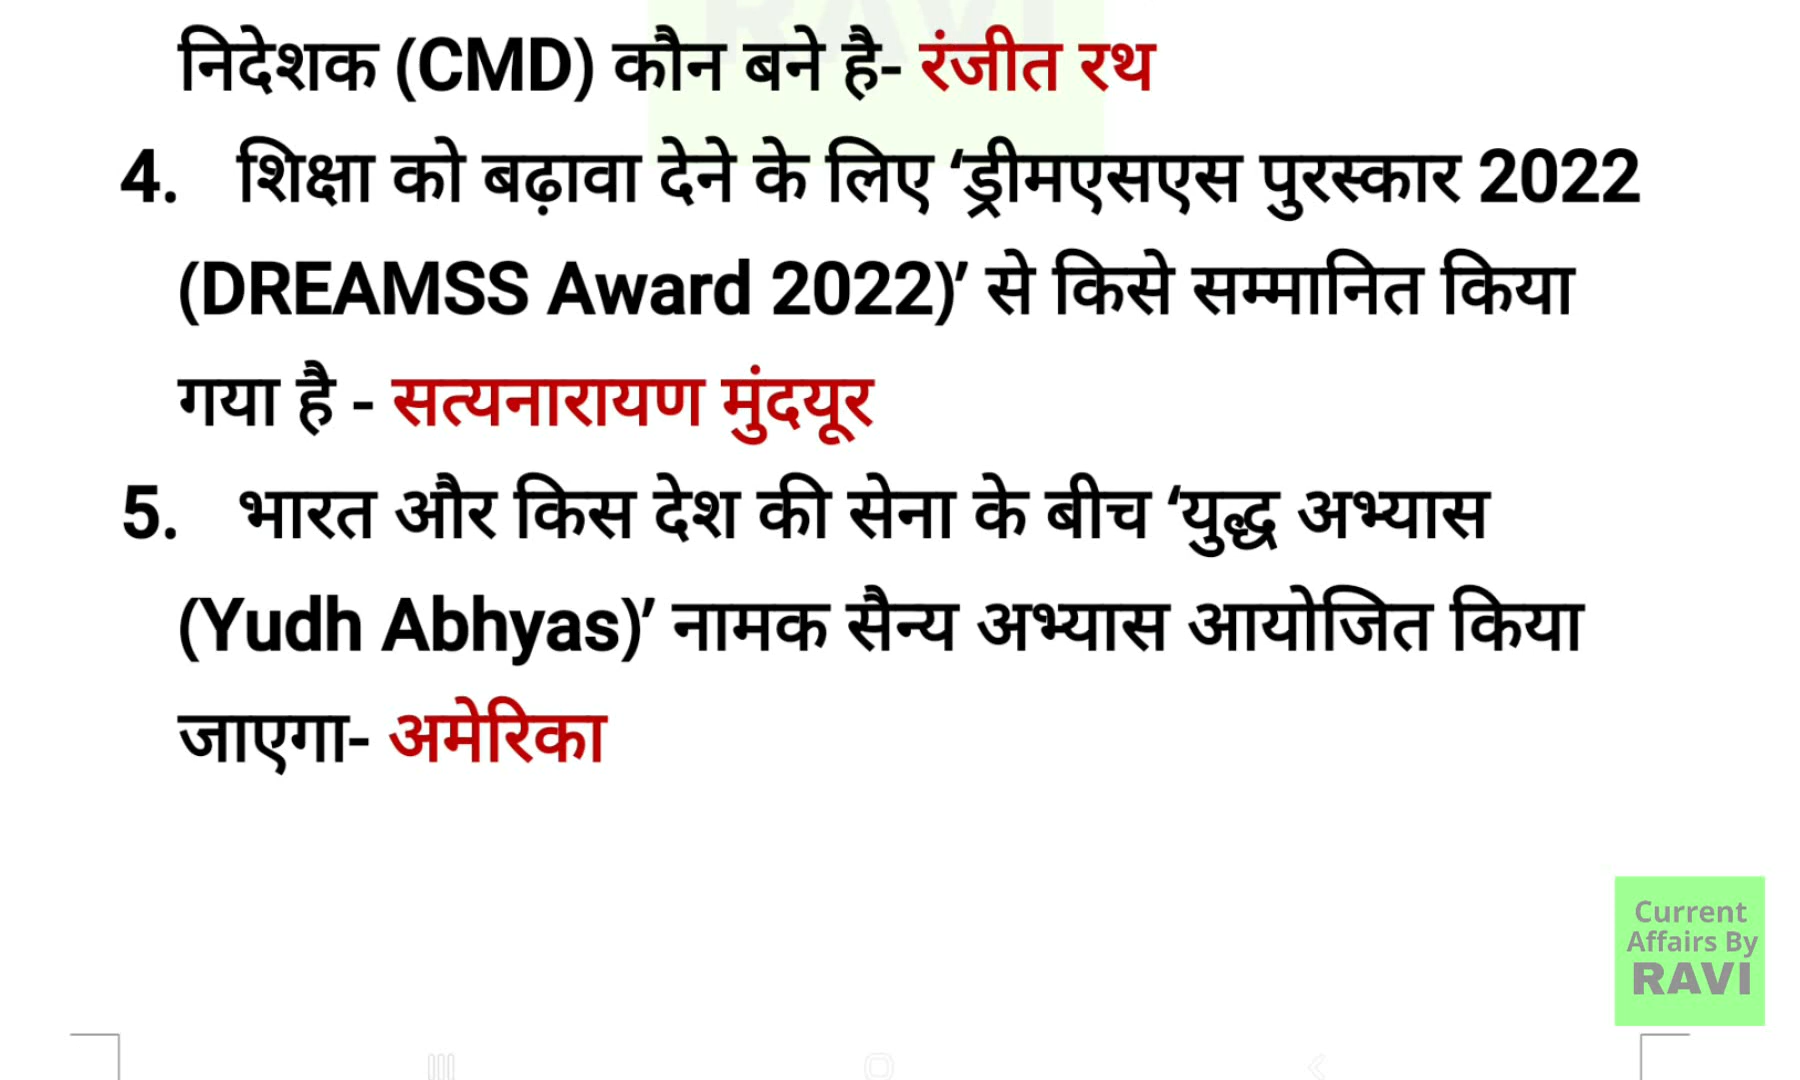 निदेशक (CMD) कौन बने है- रंजीत रथ
4. शिक्षा को बढ़ावा देने के लिए ‘ड्रीमएसएस पुरस्कार 2022
(DREAMSS Award 2022)’ से किसे सम्मानित किया
गया है - सत्यनारायण मुंदयूर
5. भारत और किस देश की सेना के बीच ‘युद्ध अभ्यास
(Yudh Abhyas)’ नामक सैन्य अभ्यास आयोजित किया
जाएगा- अमेरिका
Current
Affairs By
RAVI